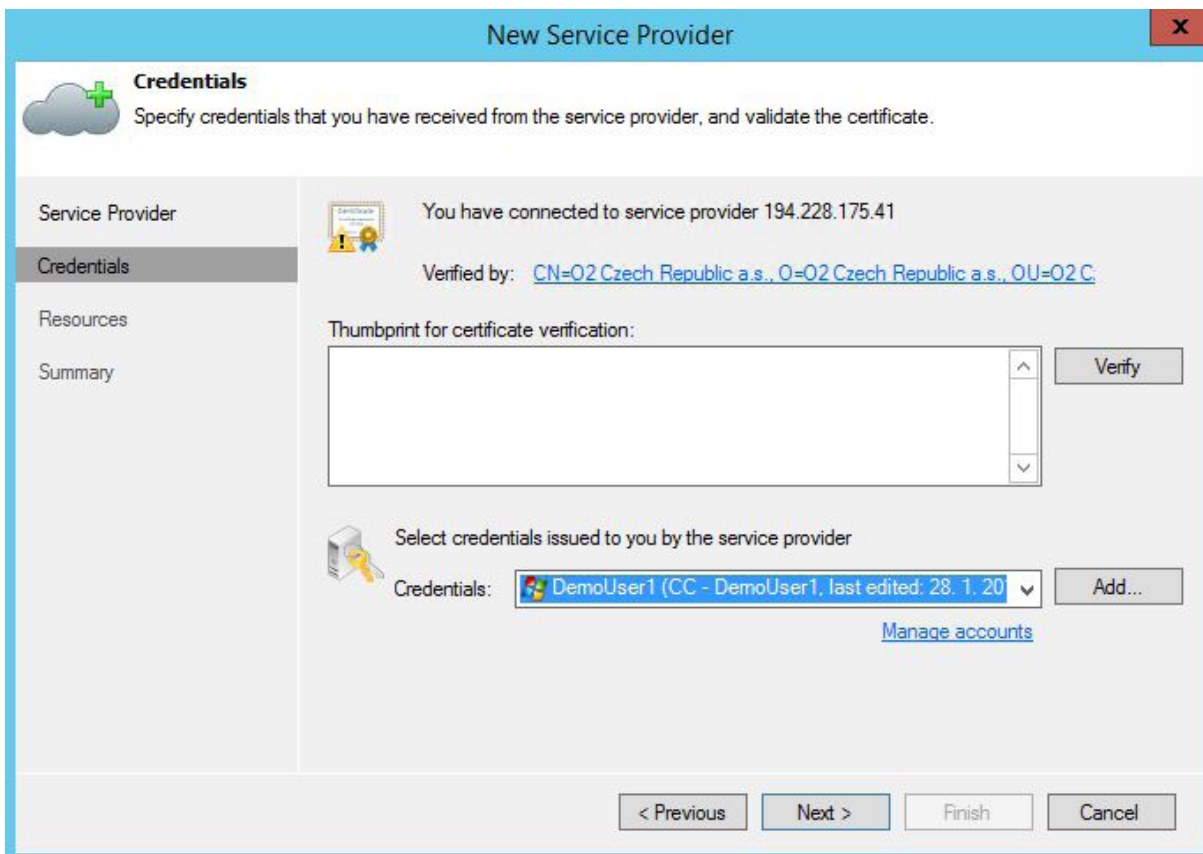 New Service Provider
x
Credentials
Specify credentials that you have received from the service provider, and validate the certificate.
Service Provider
Credentials
Resources
Summary
You have connected to service provider 194.228.175.41
Verified by: CN=O2 Czech Republic a.s., O=O2 Czech Republic a.s., OU=O2 C
Thumbprint for certificate verification:
Verify
Select credentials issued to you by the service provider
Credentials: DemoUser1 (CC - DemoUser1, last edited: 28. 1. 20
Add...
Manage accounts
< Previous Next > Finish Cancel